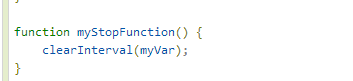 function myStopFunction() {
    clearInterval(myVar);
}